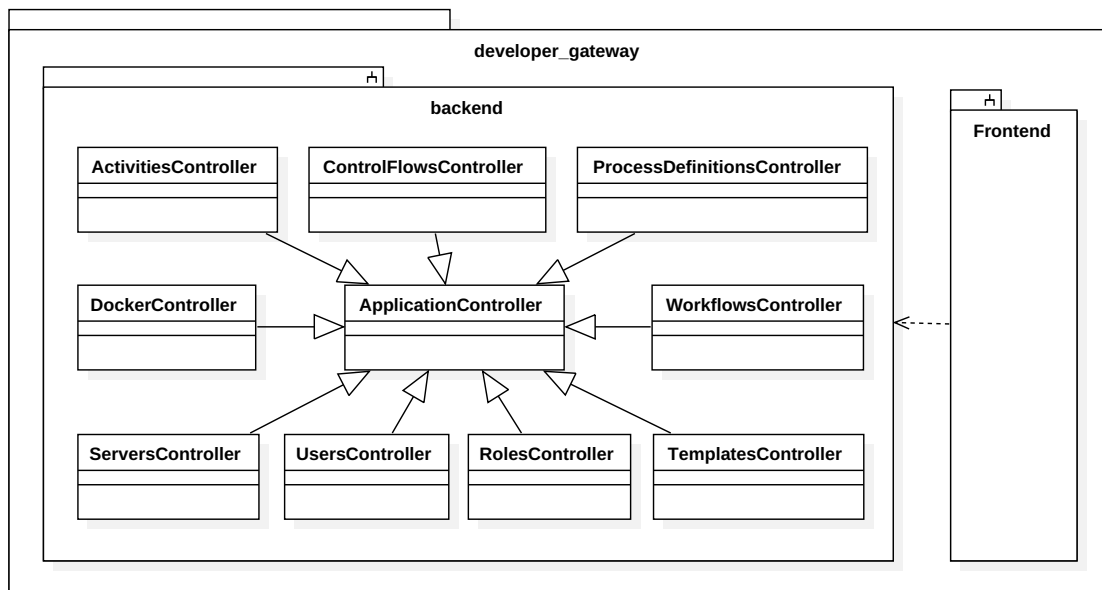 developer_gateway
backend
Frontend
ActivitiesController
ControlFlowsController
ProcessDefinitionsController
DockerController
ApplicationController
WorkflowsController
ServersController
UsersController
RolesController
TemplatesController